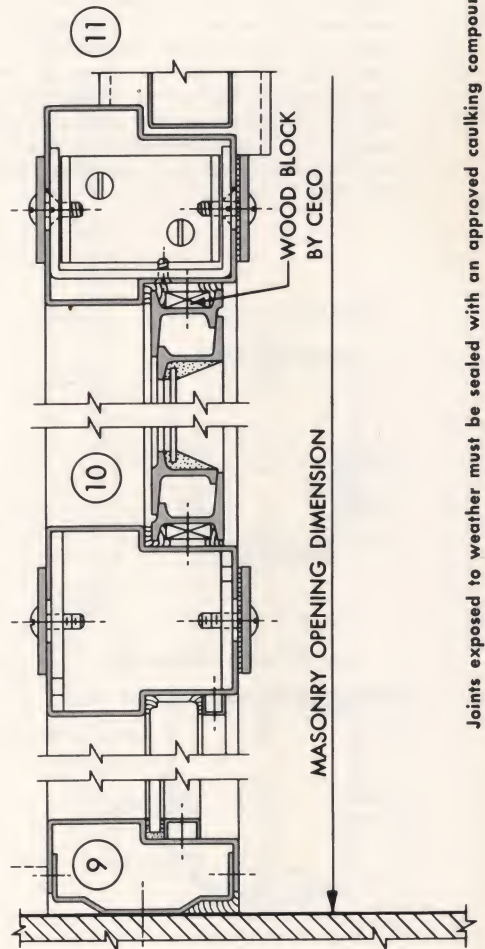 11
WOOD BLOCK
BY CECO
10
MASONRY OPENING DIMENSION
9
Joints exposed to weather must be sealed with an approved caulking